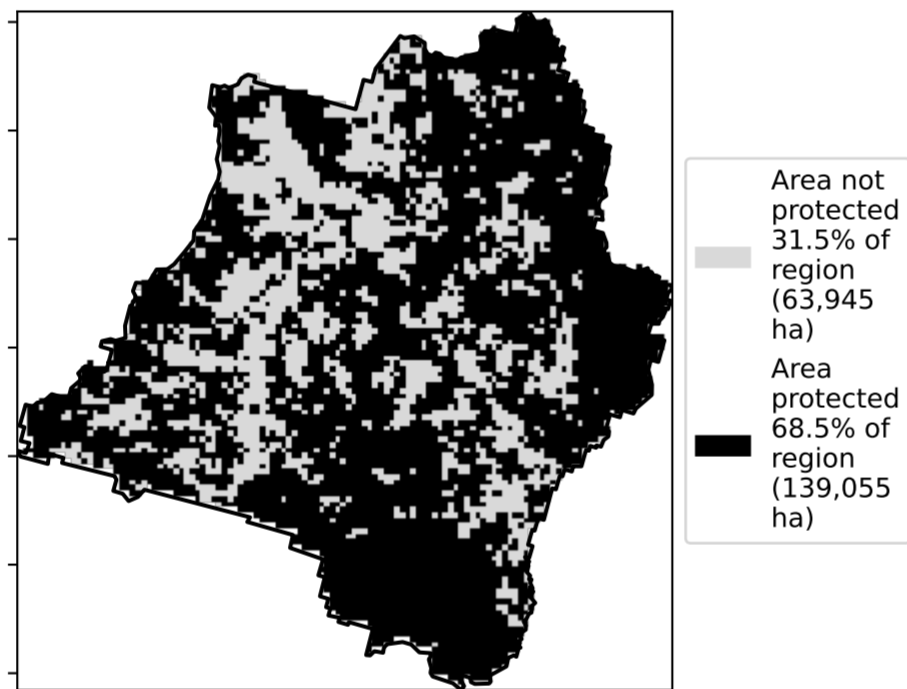 Area not
protected
31.5% of
region
(63,945
ha)
Area
protected
68.5% of
region
(139,055
ha)